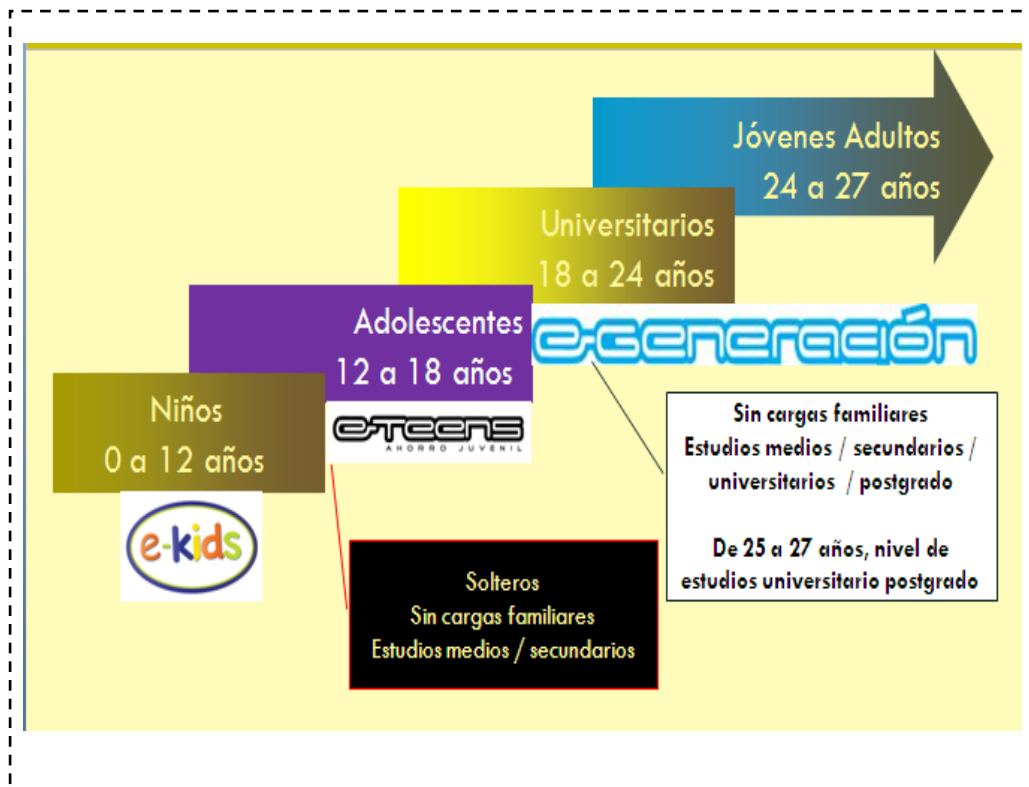 Jóvenes Adultos
24 a 27 años
Universitarios
18 a 24 años
e-generación
Adolescentes
12 a 18 años
e-Teens
AHORRO JUVENIL
Niños
0 a 12 años
e-kids
Sin cargas familiares
Estudios medios / secundarios /
universitarios / postgrado
De 25 a 27 años, nivel de
estudios universitario postgrado
Solteros
Sin cargas familiares
Estudios medios / secundarios